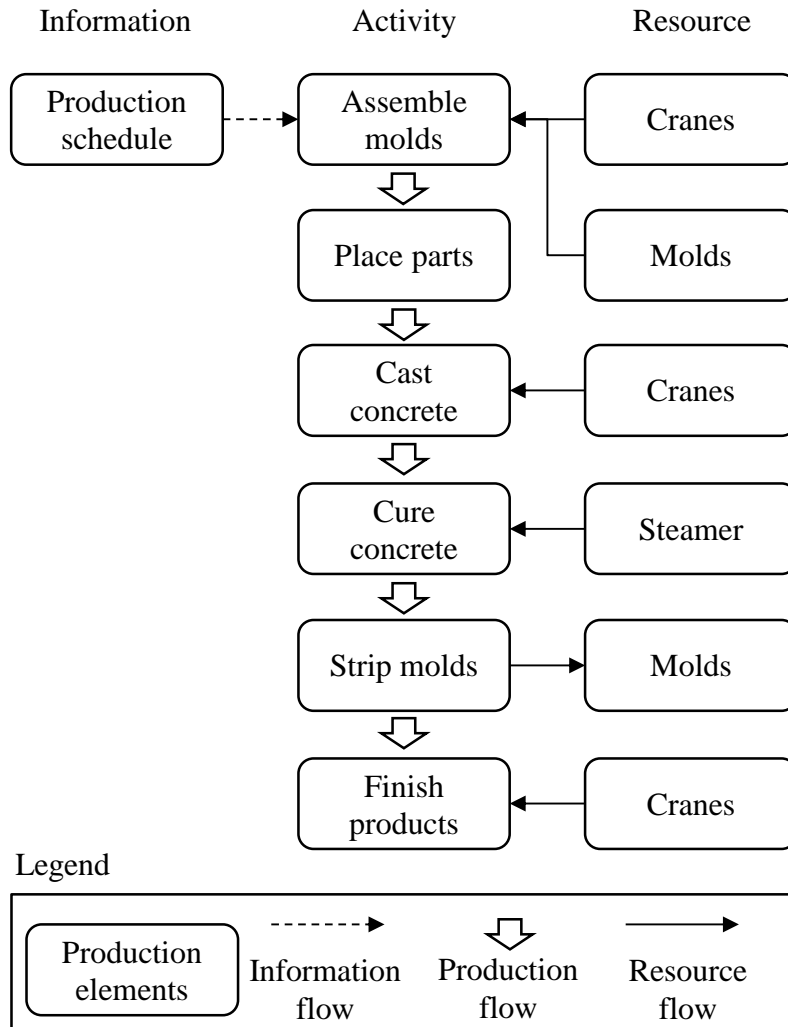 Information
Activity
Resource
Production
schedule
Assemble
molds
Cranes
Place parts
Molds
Cast
concrete
Cranes
Cure
concrete
Steamer
Strip molds
Molds
Finish
products
Cranes
Legend
Production
elements
Information
flow
Production
flow
Resource
flow